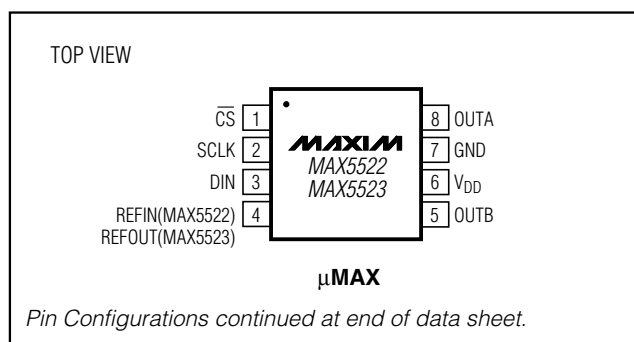 TOP VIEW
CS 1
SCLK 2
DIN 3
REFIN(MAX5522) 4
REFOUT(MAX5523)
MAXIM
MAX5522
MAX5523
8 OUTA
7 GND
6 VDD
5 OUTB
µMAX
Pin Configurations continued at end of data sheet.